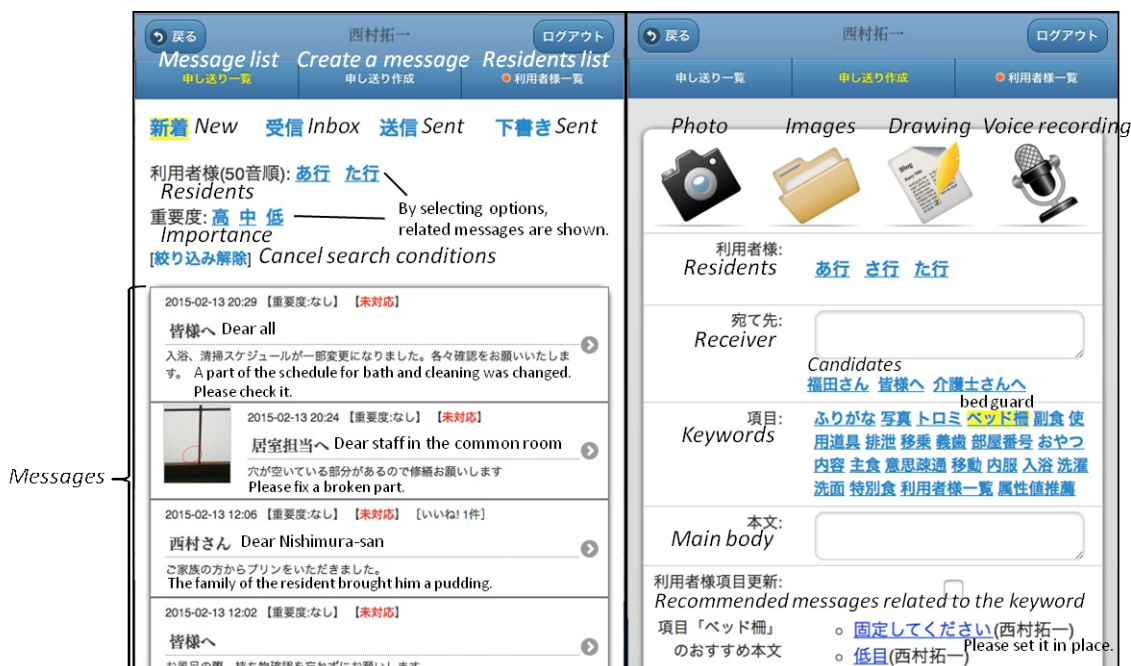 戻る
西村拓一
ログアウト
Message list Create a message Residents list
申し送り一覧 申し送り作成 利用者様一覧
新着 New 受信 Inbox 送信 Sent 下書き Sent
利用者様(50音順): あ行 た行
Residents
重要度: 高 中 低
Importance
By selecting options,
related messages are shown.
[絞り込み解除] Cancel search conditions
Messages
2015-02-13 20:29 【重要度:なし】 【未対応】
皆様へ Dear all
入浴、清掃スケジュールが一部変更になりました。各々確認をお願いいたしま
す。 A part of the schedule for bath and cleaning was changed.
Please check it.
2015-02-13 20:24 【重要度:なし】 【未対応】
居室担当へ Dear staff in the common room
穴が空いている部分があるので修繕お願いします
Please fix a broken part.
2015-02-13 12:06 【重要度:なし】 【未対応】 [いいね! 1件]
西村さん Dear Nishimura-san
ご家族の方からプリンをいただきました。
The family of the resident brought him a pudding.
2015-02-13 12:02 【重要度:なし】 【未対応】
皆様へ
お風呂の際、持ち物確認を忘れずにお願いします
戻る
西村拓一
ログアウト
申し送り一覧 申し送り作成 利用者様一覧
Photo Images Drawing Voice recording
Blog
利用者様:
Residents
あ行 さ行 た行
宛て先:
Receiver
Candidates
福田さん 皆様へ 介護士さんへ
bed guard
項目:
Keywords
ふりがな 写真 トロミ ベッド柵 副食 使
用道具 排泄 移乗 義歯 部屋番号 おやつ
内容 主食 意思疎通 移動 内服 入浴 洗濯
洗面 特別食 利用者様一覧 属性値推薦
本文:
Main body
利用者様項目更新:
Recommended messages related to the keyword
項目「ベッド柵」
のおすすめ本文
固定してください(西村拓一)
Please set it in place.
低目(西村拓一)